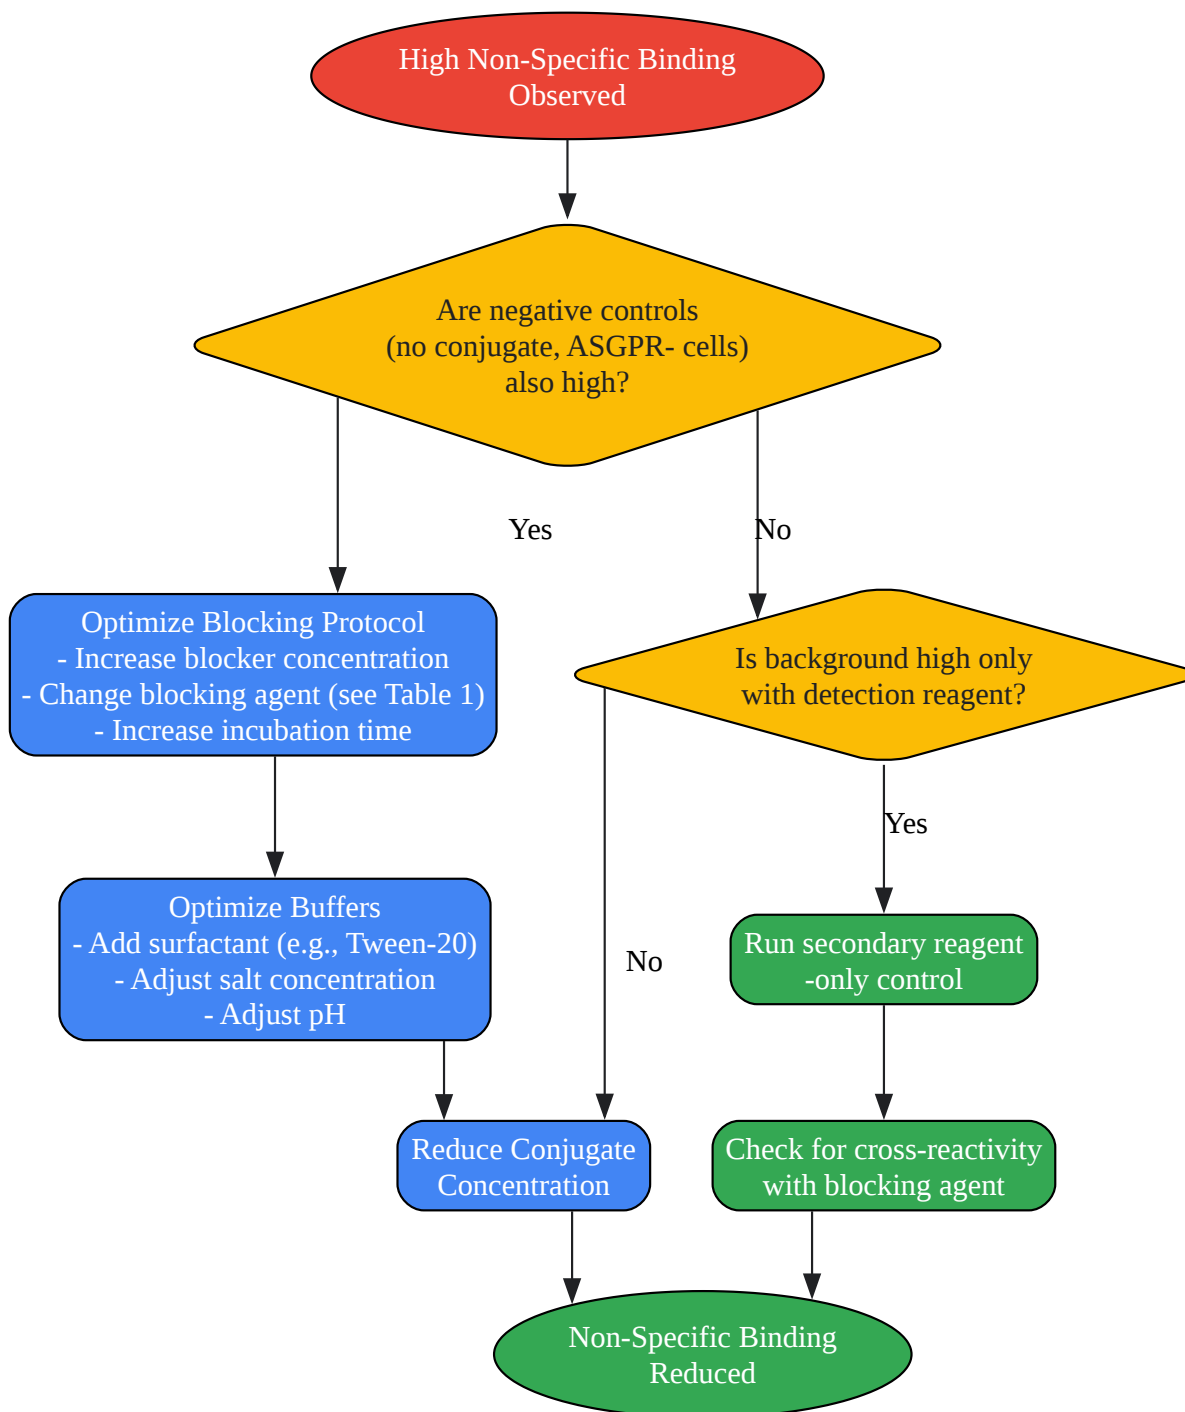 High Non-Specific Binding
Observed
Are negative controls
(no conjugate, ASGPR- cells)
also high?
Yes
No
Optimize Blocking Protocol
- Increase blocker concentration
- Change blocking agent (see Table 1)
- Increase incubation time
Is background high only
with detection reagent?
Yes
Optimize Buffers
- Add surfactant (e.g., Tween-20)
- Adjust salt concentration
- Adjust pH
No
Run secondary reagent
-only control
Reduce Conjugate
Concentration
Check for cross-reactivity
with blocking agent
Non-Specific Binding
Reduced